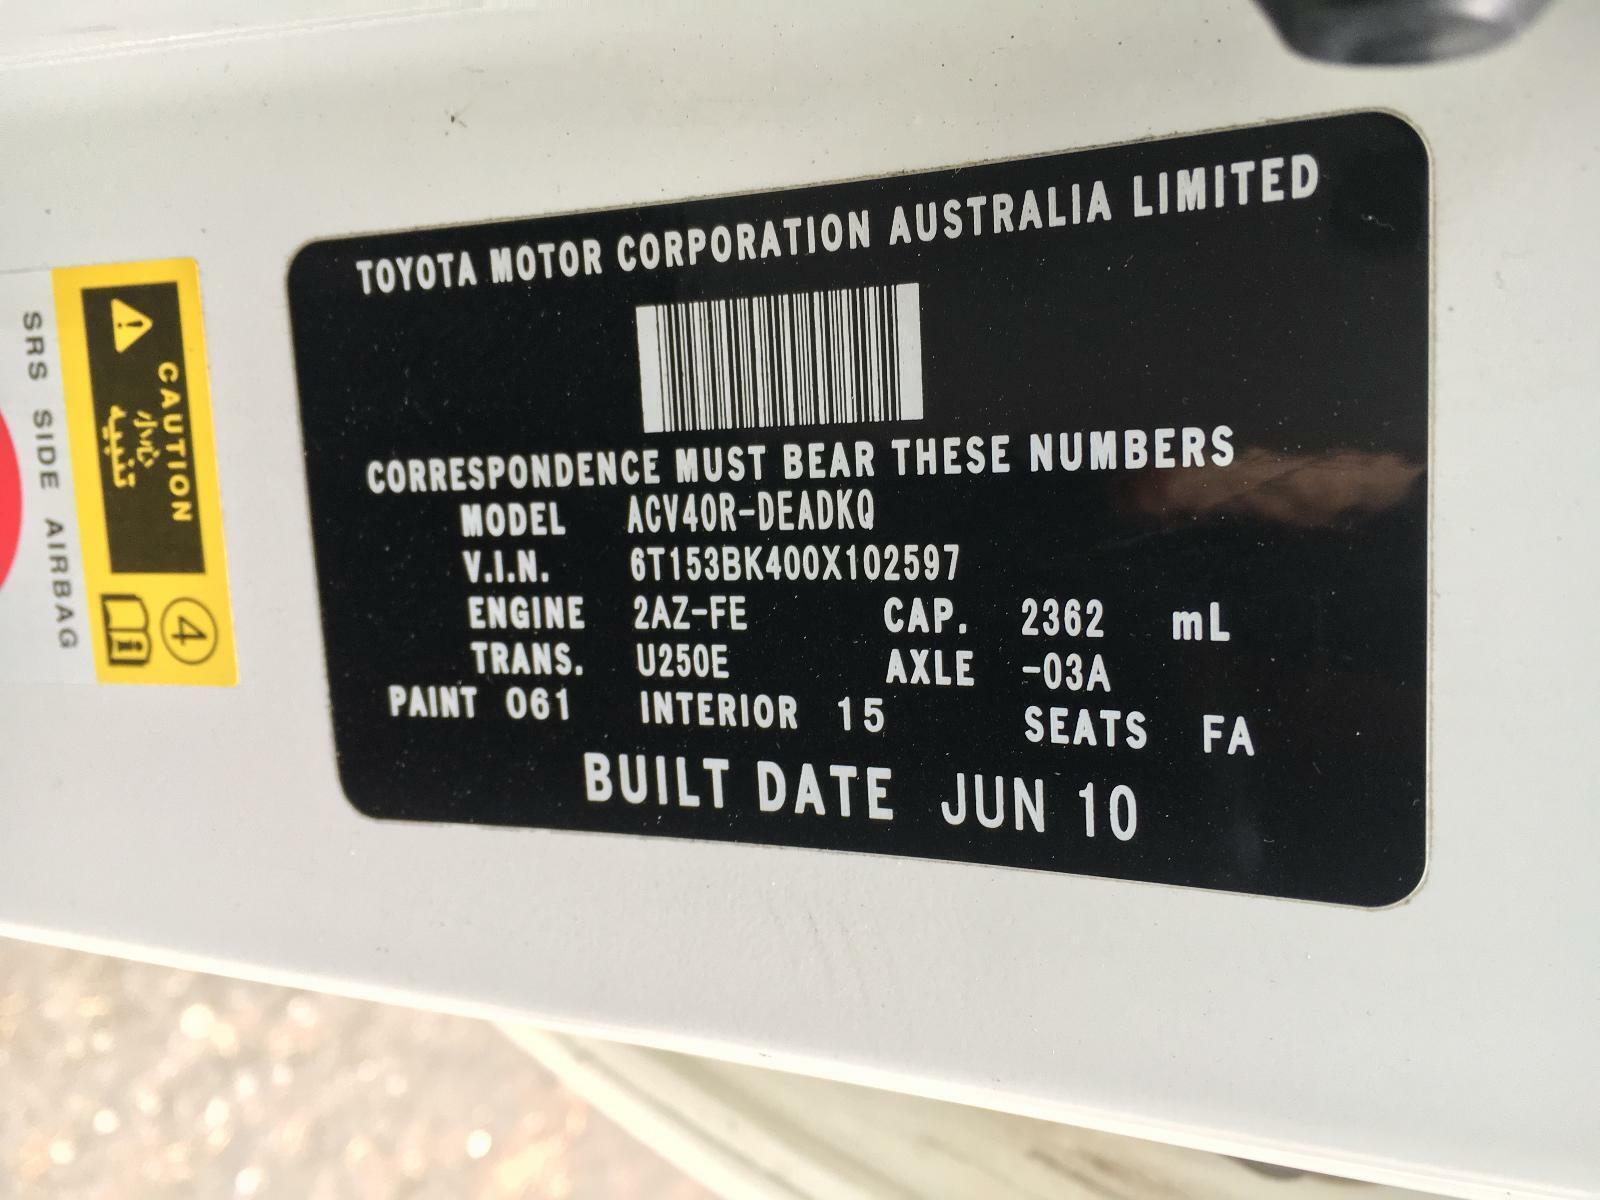 TOYOTA MOTOR CORPORATION AUSTRALIA LIMITED
CORRESPONDENCE MUST BEAR THESE NUMBERS
MODEL ACV40R-DEADKQ
V.I.N. 6T153BK400X102597
ENGINE 2AZ-FE CAP. 2362 mL
TRANS. U250E AXLE -03A
PAINT 061 INTERIOR 15 SEATS FA
BUILT DATE JUN 10
CAUTION
تنبيه
4
SRS SIDE AIRBAG